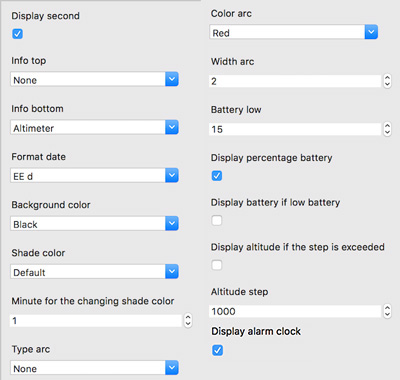 Display second
Info top
None
Info bottom
Altimeter
Format date
EE d
Background color
Black
Shade color
Default
Minute for the changing shade color
1
Type arc
None
Color arc
Red
Width arc
2
Battery low
15
Display percentage battery
Display battery if low battery
Display altitude if the step is exceeded
Altitude step
1000
Display alarm clock